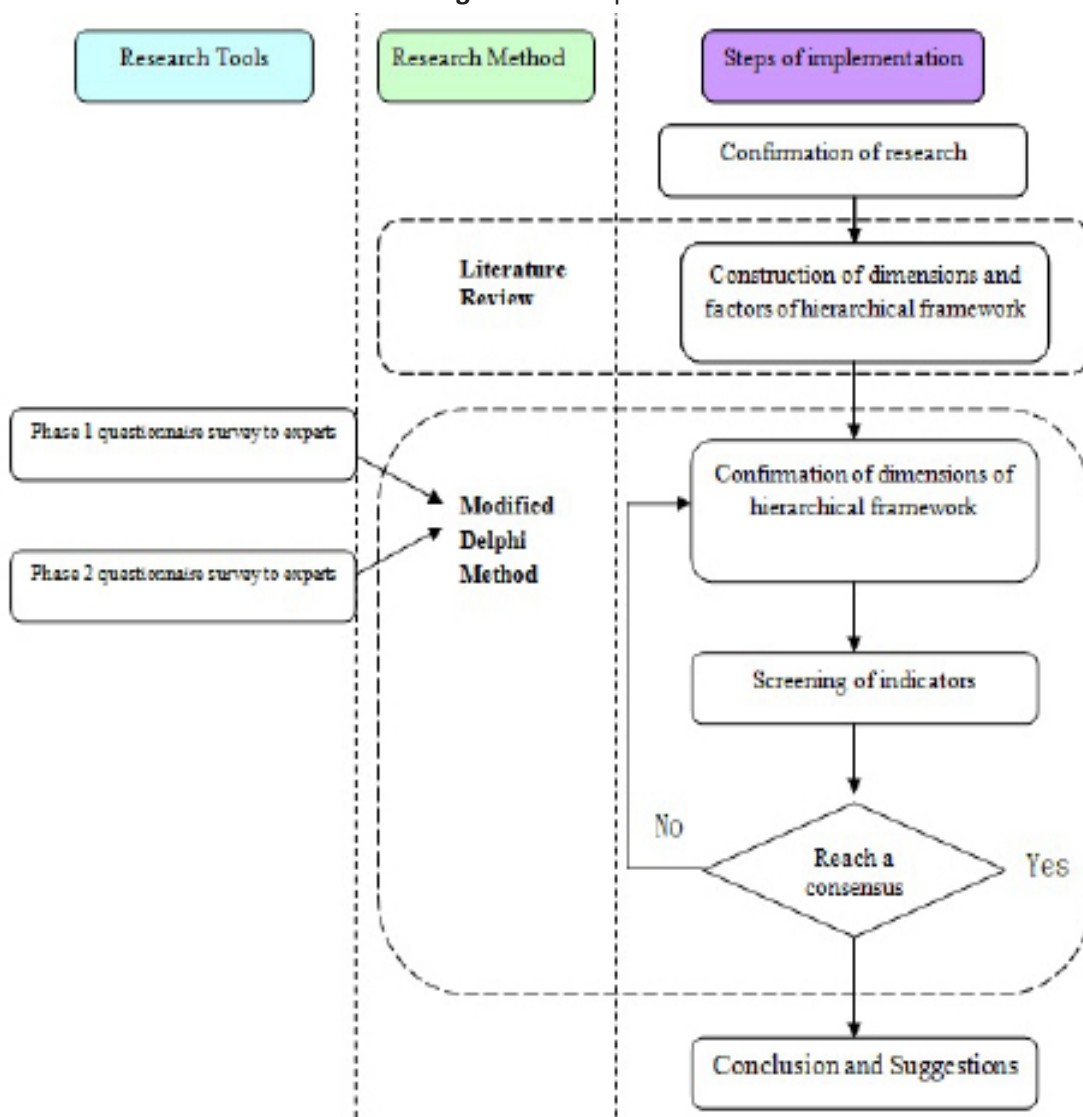 Research Tools
Research Method
Steps of implementation
Confirmation of research
Literature
Review
Construction of dimensions and
factors of hierarchical framework
Phase 1 questionnaire survey to experts
Phase 2 questionnaire survey to experts
Modified
Delphi
Method
Confirmation of dimensions of
hierarchical framework
Screening of indicators
No
Reach a
consensus
Yes
Conclusion and Suggestions